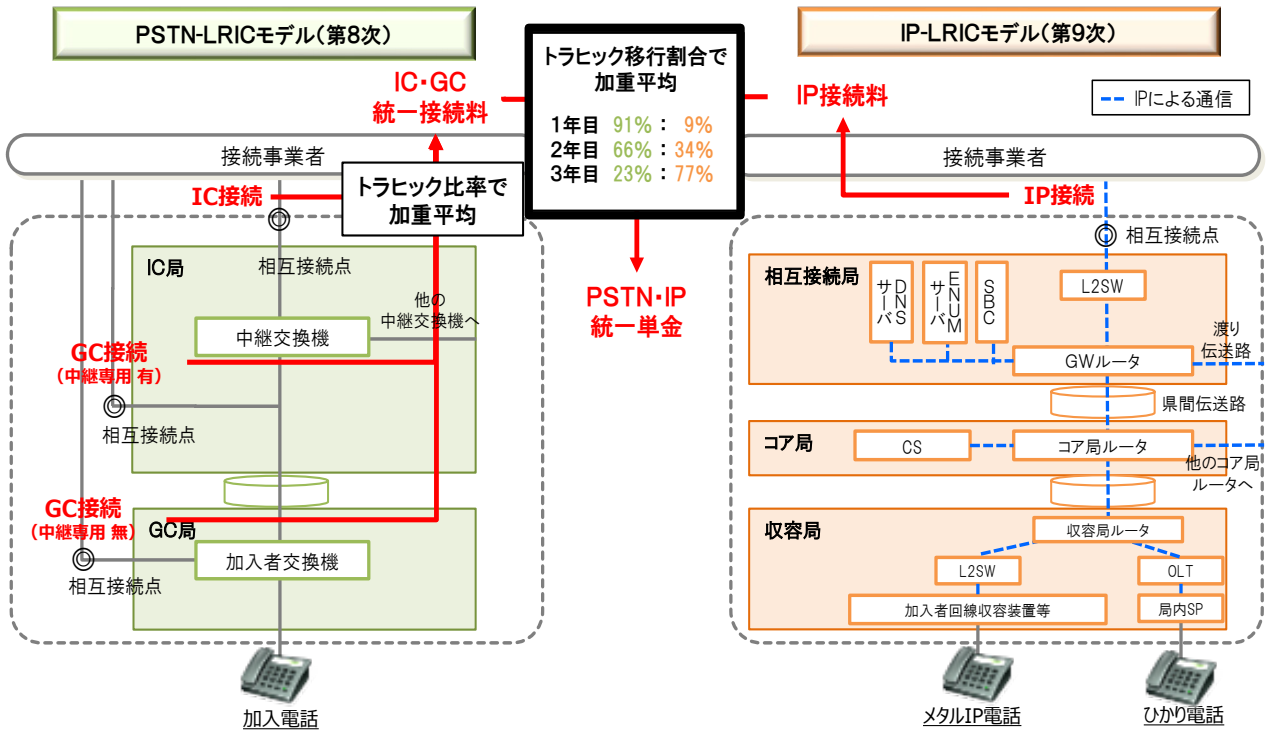 PSTN-LRICモデル(第8次)
IP-LRICモデル(第9次)
トラヒック移行割合で
加重平均
1年目 91% : 9%
2年目 66% : 34%
3年目 23% : 77%
IC・GC
統一接続料
IP接続料
IPによる通信
接続事業者
接続事業者
IC接続
トラヒック比率で
加重平均
IP接続
相互接続点
IC局
相互接続点
他の
中継交換機へ
中継交換機
GC接続
(中継専用 有)
相互接続点
GC接続
(中継専用 無)
GC局
加入者交換機
相互接続点
加入電話
PSTN・IP
統一単金
相互接続局
DNS
サーバ
ENUM
サーバ
SBC
L2SW
渡り
伝送路
GWルータ
県間伝送路
コア局
CS
コア局ルータ
他のコア局
ルータへ
収容局
収容局ルータ
L2SW
OLT
加入者回線収容装置等
局内SP
メタルIP電話
ひかり電話